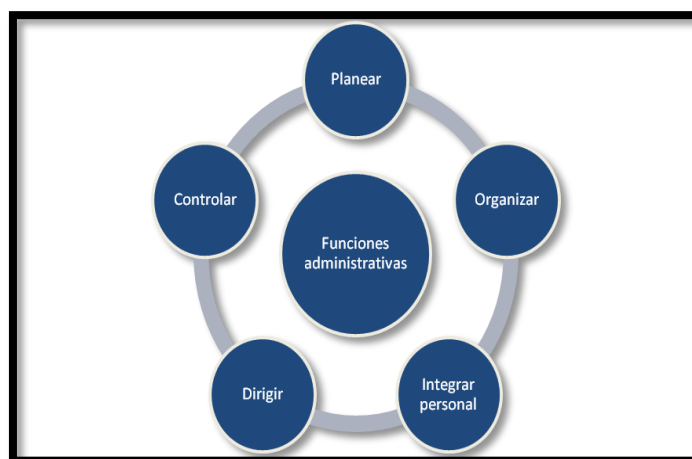 Planear
Controlar
Organizar
Funciones
administrativas
Dirigir
Integrar
personal